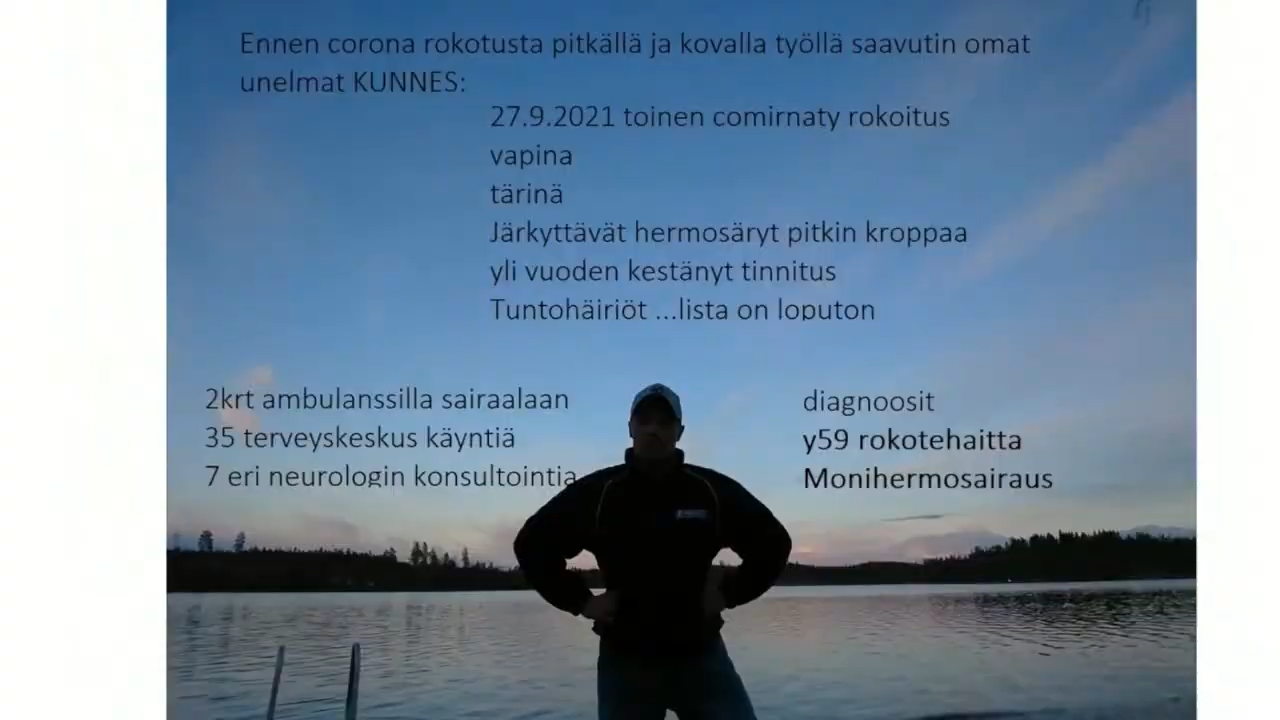 Ennen corona rokotusta pitkällä ja kovalla työllä saavutin omat
unelmat KUNNES:
27.9.2021 toinen comirnaty rokoitus
vapina
tärinä
Järkyttävät hermosäryt pitkin kroppaa
yli vuoden kestänyt tinnitus
Tuntohäiriöt ...lista on loputon
2krt ambulanssilla sairaalaan
35 terveyskeskus käyntiä
7 eri neurologin konsultointia
diagnoosit
y59 rokotehaitta
Monihermosairaus